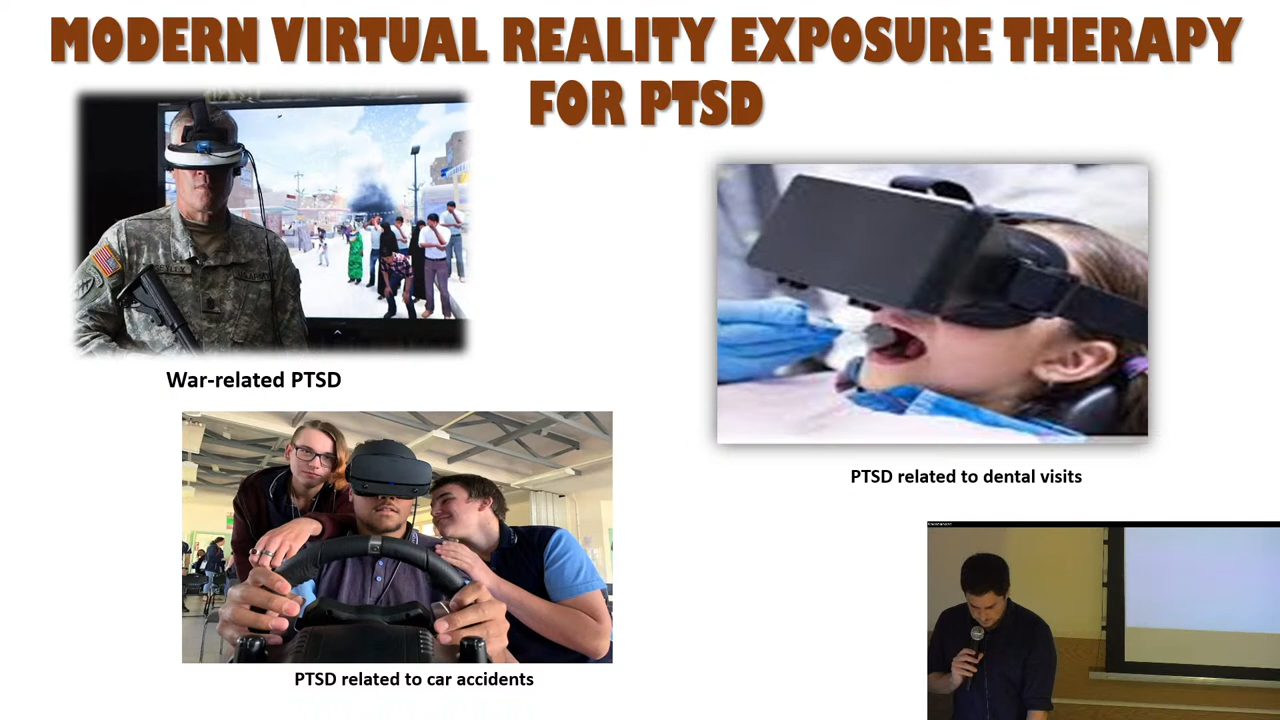 MODERN VIRTUAL REALITY EXPOSURE THERAPY
FOR PTSD
U.S. ARMY
War-related PTSD
PTSD related to dental visits
PTSD related to car accidents